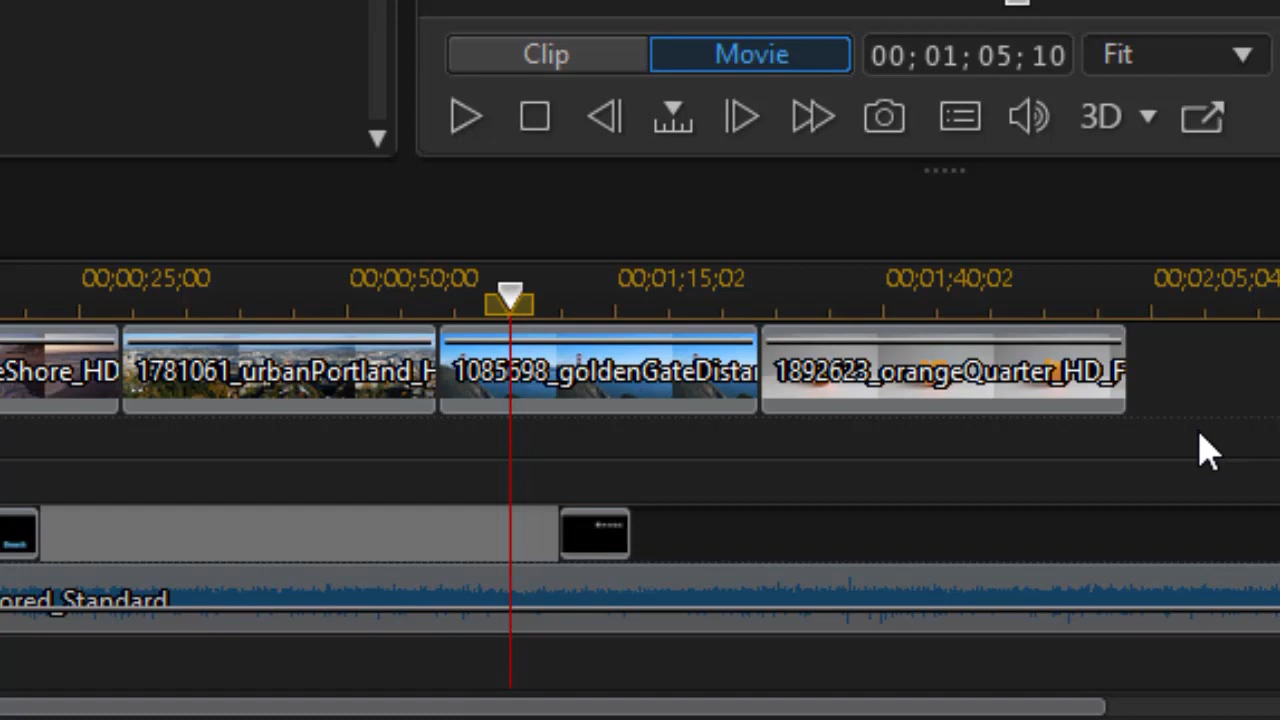 Clip Movie 00; 01; 05; 10 Fit
3D
00;00;25;00 00;00;50;00 00;01;15;02 00;01;40;02 00;02;05;04
eShore_HD 1781061_urbanPortland_H 1085698_goldenGateDistan 1892623_orangeQuarter_HD_F
ored_Standard